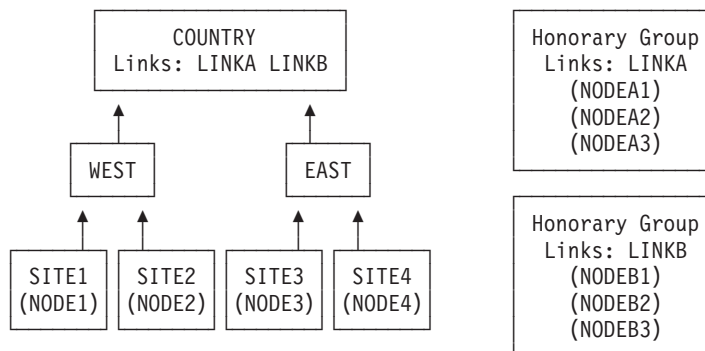 COUNTRY
Links: LINKA LINKB
WEST
EAST
SITE1
(NODE1)
SITE2
(NODE2)
SITE3
(NODE3)
SITE4
(NODE4)
Honorary Group
Links: LINKA
(NODEA1)
(NODEA2)
(NODEA3)
Honorary Group
Links: LINKB
(NODEB1)
(NODEB2)
(NODEB3)